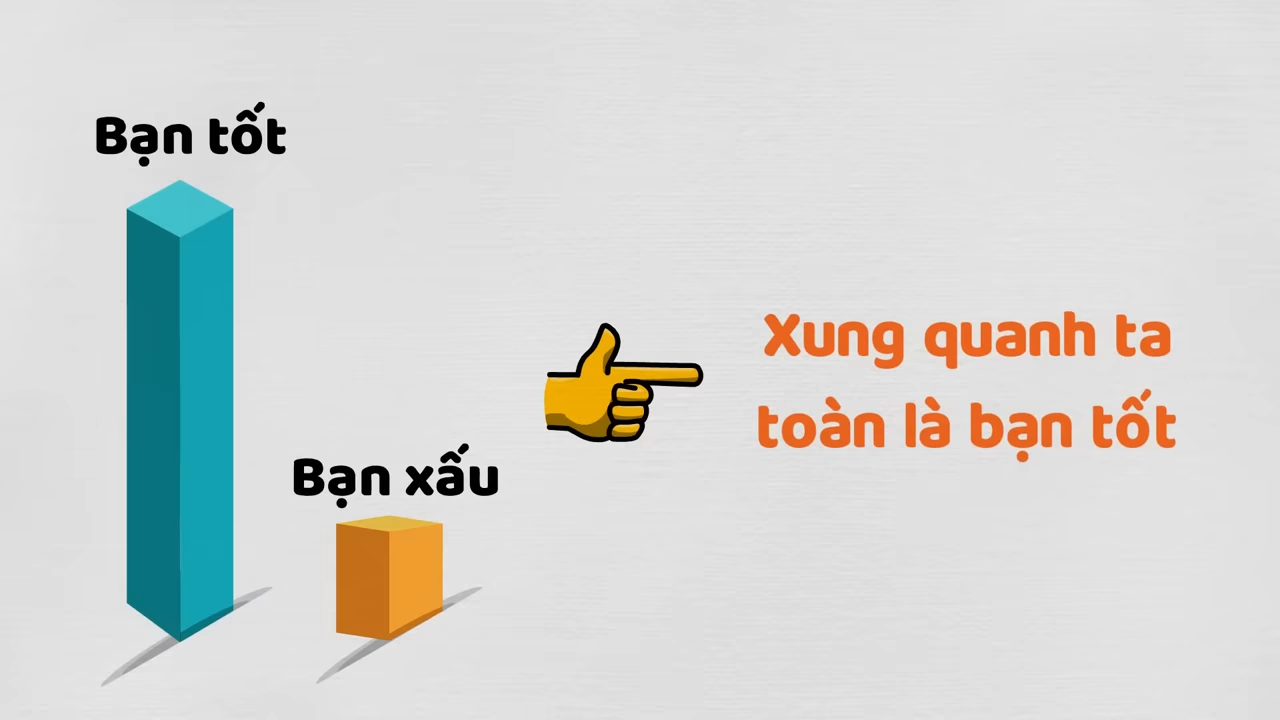 Bạn tốt
Bạn xấu
Xung quanh ta
toàn là bạn tốt